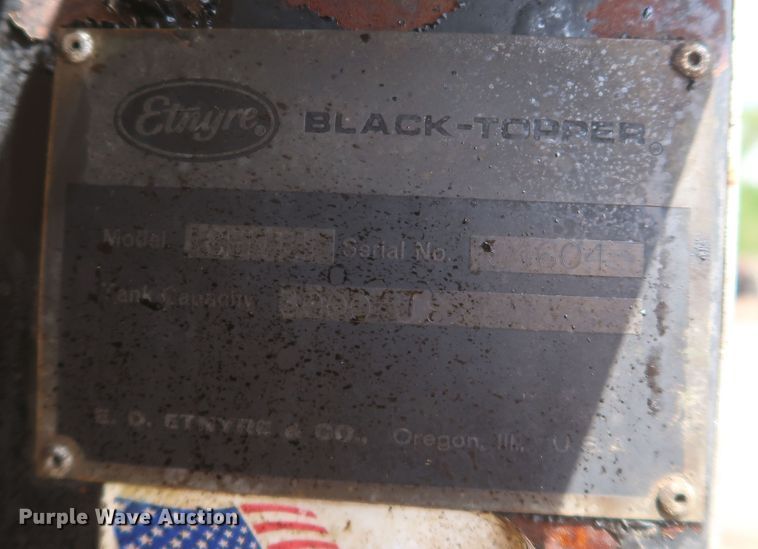 Etnyre®
BLACK-TOPPER®
Model Serial No.
Tank Capacity
E. D. ETNYRE & CO., Oregon, Ill. U.S.A.
Purple Wave Auction